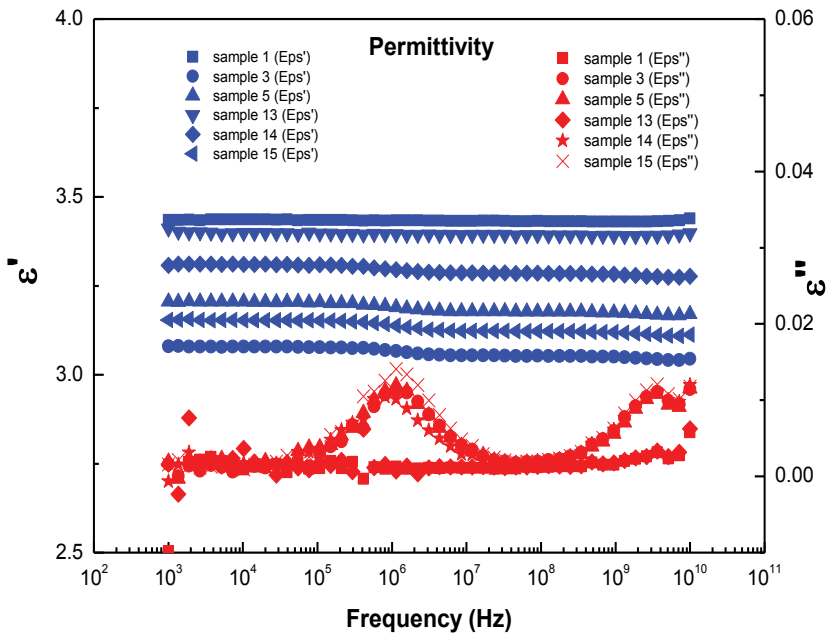 Permittivity
sample 1 (Eps')
sample 3 (Eps')
sample 5 (Eps')
sample 13 (Eps')
sample 14 (Eps')
sample 15 (Eps')
sample 1 (Eps'')
sample 3 (Eps'')
sample 5 (Eps'')
sample 13 (Eps'')
sample 14 (Eps'')
sample 15 (Eps'')
4.0
3.5
3.0
2.5
ε'
0.06
0.04
0.02
0.00
ε''
10² 10³ 10⁴ 10⁵ 10⁶ 10⁷ 10⁸ 10⁹ 10¹⁰ 10¹¹
Frequency (Hz)